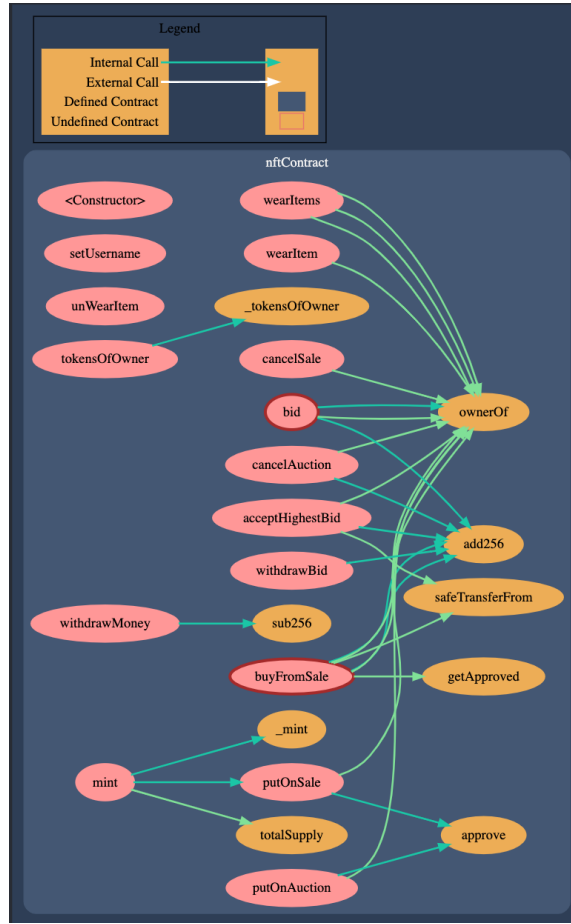 Legend
Internal Call
External Call
Defined Contract
Undefined Contract
nftContract
<Constructor>
wearItems
setUsername
wearItem
unWearItem
_tokensOfOwner
tokensOfOwner
cancelSale
bid
ownerOf
cancelAuction
acceptHighestBid
add256
withdrawBid
safeTransferFrom
withdrawMoney
sub256
buyFromSale
getApproved
_mint
mint
putOnSale
totalSupply
approve
putOnAuction